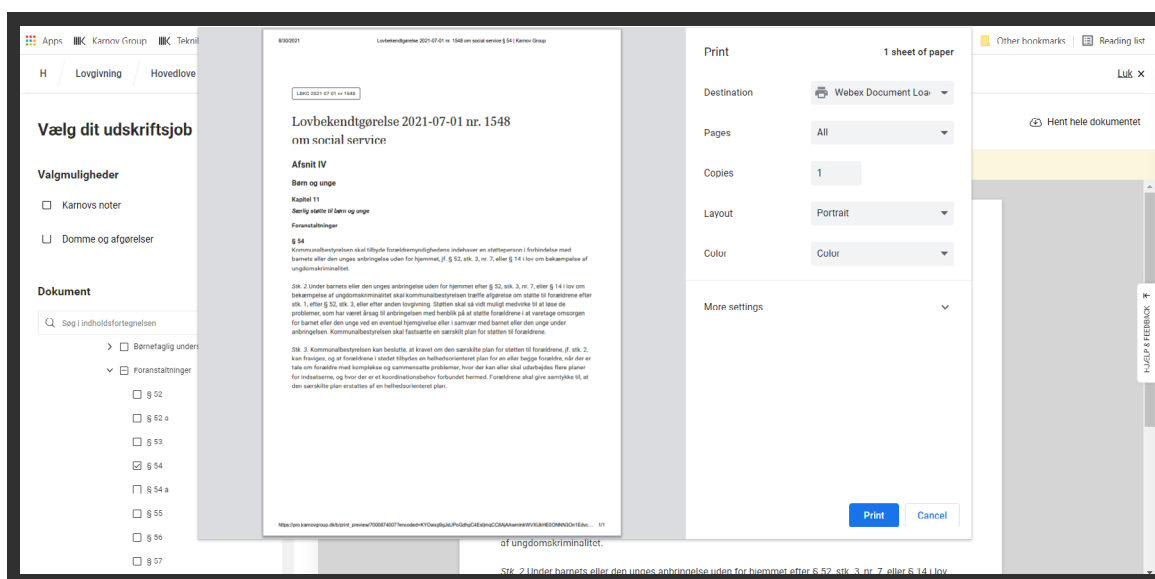 Apps Karnov Group Teknil
Other bookmarks Reading list
H Lovgivning Hovedlove
Luk ×
Vælg dit udskriftsjob
Hent hele dokumentet
Valgmuligheder
Karnovs noter
Domme og afgørelser
Dokument
Søg i indholdsfortegnelsen
Børnefaglig unders
Foranstaltninger
§ 52
§ 52 a
§ 53
§ 54
§ 54 a
§ 55
§ 56
§ 57
8/30/2021 Lovbekendtgørelse 2021-07-01 nr. 1548 om social service § 54 | Karnov Group
LBKG 2021 07 01 nr 1548
Lovbekendtgørelse 2021-07-01 nr. 1548
om social service
Afsnit IV
Børn og unge
Kapitel 11
Særlig støtte til børn og unge
Foranstaltninger
§ 54
Kommunalbestyrelsen skal tilbyde forældremyndighedens indehaver en støtteperson i forbindelse med
barnets eller den unges anbringelse uden for hjemmet, jf. § 52, stk. 3, nr. 7, eller § 14 i lov om bekæmpelse af
ungdomskriminalitet.
Stk. 2.Under barnets eller den unges anbringelse uden for hjemmet efter § 52, stk. 3, nr. 7, eller § 14 i lov om
bekæmpelse af ungdomskriminalitet skal kommunalbestyrelsen træffe afgørelse om støtte til forældrene efter
stk. 1, efter § 52, stk. 3, eller efter anden lovgivning. Støtten skal så vidt muligt medvirke til at løse de
problemer, som har været årsag til anbringelsen med henblik på at støtte forældrene i at varetage omsorgen
for barnet eller den unge ved en eventuel hjemgivelse eller i samvær med barnet eller den unge under
anbringelsen. Kommunalbestyrelsen skal fastsætte en særskilt plan for støtten til forældrene.
Stk. 3. Kommunalbestyrelsen kan beslutte, at kravet om den særskilte plan for støtten til forældrene, jf. stk. 2,
kan fraviges, og at forældrene i stedet tilbydes en helhedsorienteret plan for en eller begge forældre, når der er
tale om forældre med komplekse og sammensatte problemer, hvor der kan eller skal udarbejdes flere planer
for indsatserne, og hvor der er et koordinationsbehov forbundet hermed. Forældrene skal give samtykke til, at
den særskilte plan erstattes af en helhedsorienteret plan.
1/1
Print 1 sheet of paper
Destination Webex Document Loa
Pages All
Copies 1
Layout Portrait
Color Color
More settings
Print Cancel
HJÆLP & FEEDBACK
af ungdomskriminalitet.
Stk. 2.Under barnets eller den unges anbringelse uden for hjemmet efter § 52, stk. 3, nr. 7, eller § 14 i lov